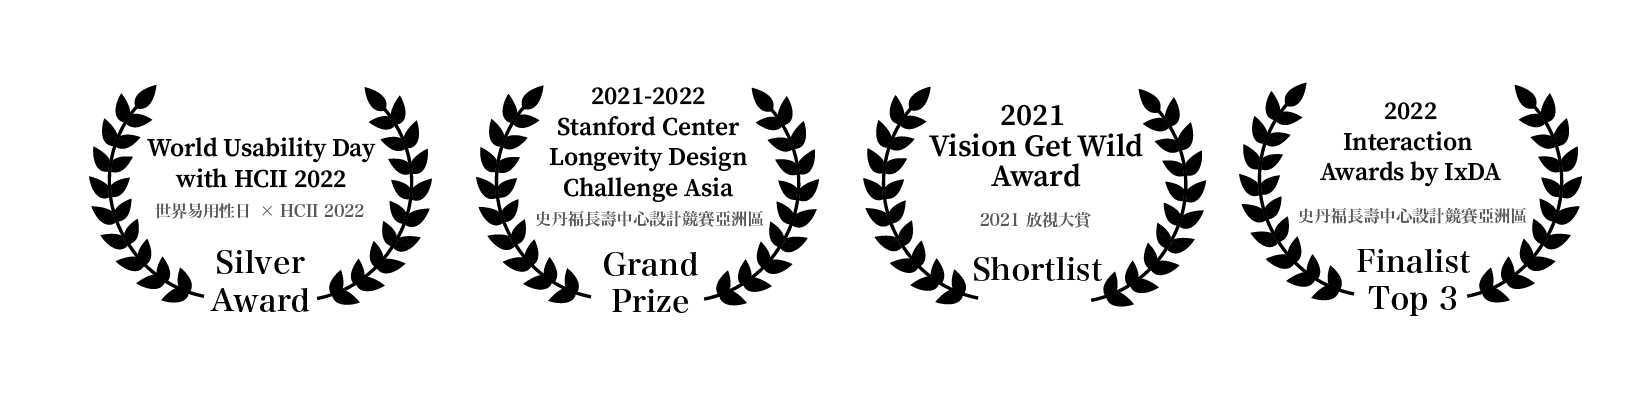 World Usability Day
with HCII 2022
世界易用性日 × HCII 2022
Silver
Award
2021-2022
Stanford Center
Longevity Design
Challenge Asia
史丹福長壽中心設計競賽亞洲區
Grand
Prize
2021
Vision Get Wild
Award
2021 放視大賞
Shortlist
2022
Interaction
Awards by IxDA
史丹福長壽中心設計競賽亞洲區
Finalist
Top 3